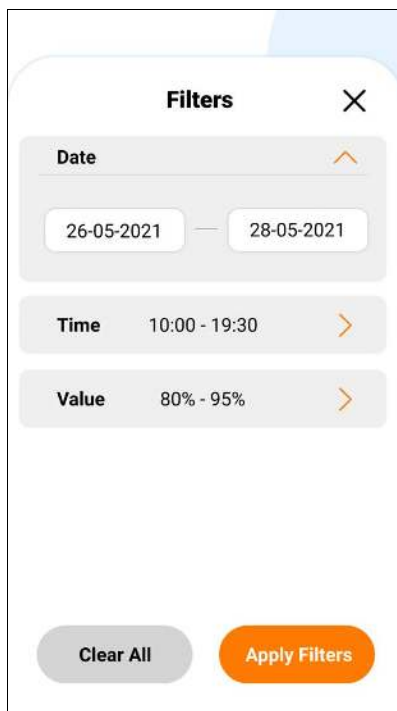 Filters
Date
26-05-2021 — 28-05-2021
Time 10:00 - 19:30
Value 80% - 95%
Clear All Apply Filters